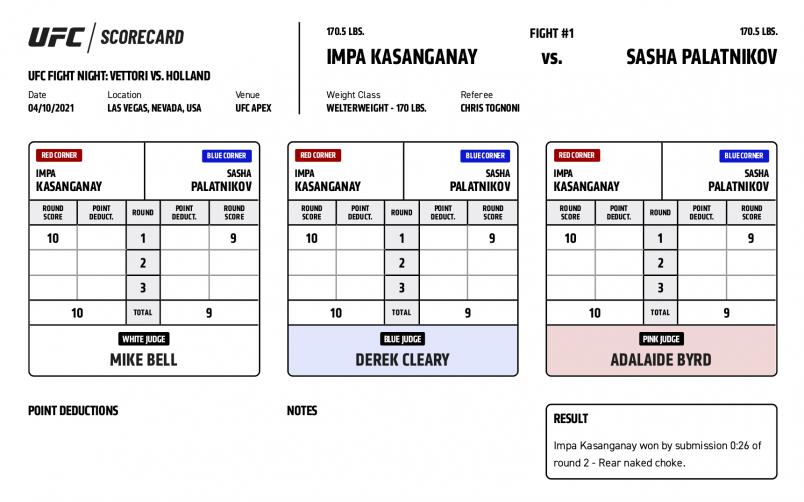 UFC / SCORECARD
UFC FIGHT NIGHT: VETTORI VS. HOLLAND
Date Location Venue
04/10/2021 LAS VEGAS, NEVADA, USA UFC APEX
170.5 LBS. FIGHT #1 170.5 LBS.
IMPA KASANGANAY vs. SASHA PALATNIKOV
Weight Class Referee
WELTERWEIGHT - 170 LBS. CHRIS TOGNONI
RED CORNER BLUE CORNER
IMPA SASHA
KASANGANAY PALATNIKOV
ROUND SCORE POINT DEDUCT. ROUND POINT DEDUCT. ROUND SCORE
10 1 9
2
3
10 TOTAL 9
WHITE JUDGE
MIKE BELL
RED CORNER BLUE CORNER
IMPA SASHA
KASANGANAY PALATNIKOV
ROUND SCORE POINT DEDUCT. ROUND POINT DEDUCT. ROUND SCORE
10 1 9
2
3
10 TOTAL 9
BLUE JUDGE
DEREK CLEARY
RED CORNER BLUE CORNER
IMPA SASHA
KASANGANAY PALATNIKOV
ROUND SCORE POINT DEDUCT. ROUND POINT DEDUCT. ROUND SCORE
10 1 9
2
3
10 TOTAL 9
PINK JUDGE
ADALAIDE BYRD
POINT DEDUCTIONS
NOTES
RESULT
Impa Kasanganay won by submission 0:26 of
round 2 - Rear naked choke.